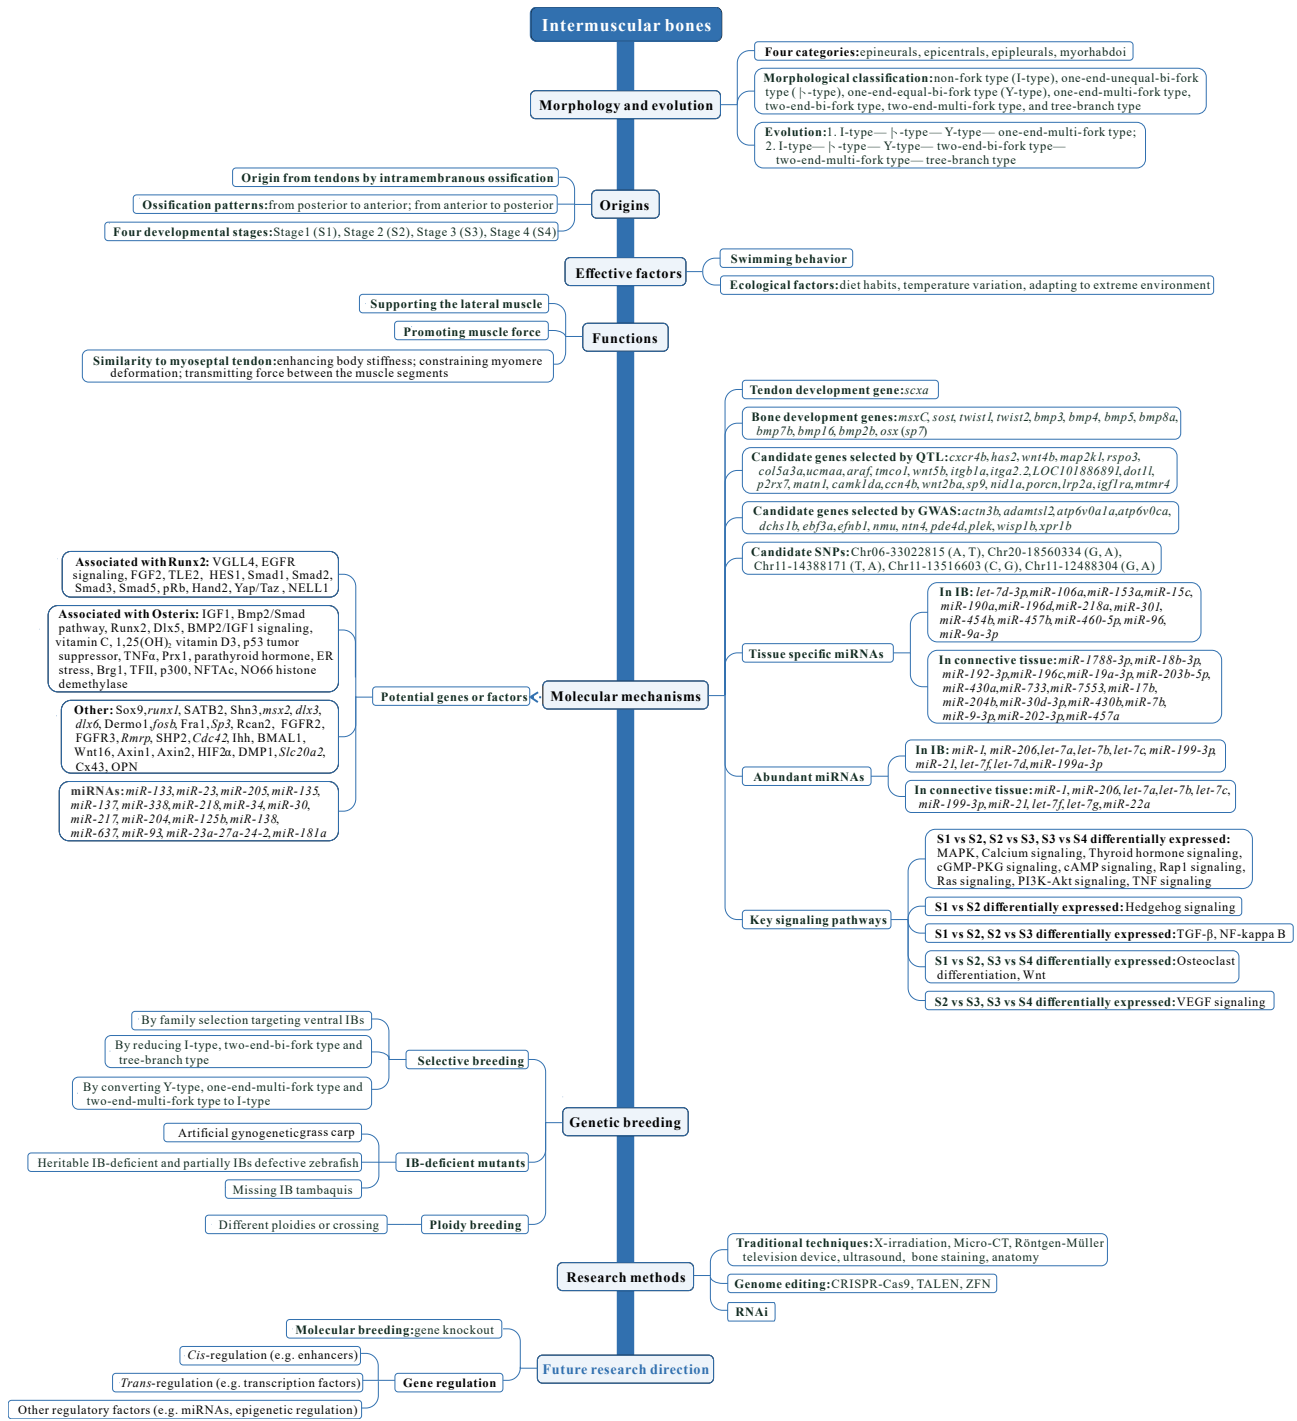 Intermuscular bones
Morphology and evolution
Four categories:epineurals, epicentrals, epipleurals, myorhabdoi
Morphological classification:non-fork type (I-type), one-end-unequal-bi-fork
type (├-type), one-end-equal-bi-fork type (Y-type), one-end-multi-fork type,
two-end-bi-fork type, two-end-multi-fork type, and tree-branch type
Evolution:1. I-type— ├-type— Y-type— one-end-multi-fork type;
2. I-type— ├-type— Y-type— two-end-bi-fork type—
two-end-multi-fork type— tree-branch type
Origins
Origin from tendons by intramembranous ossification
Ossification patterns:from posterior to anterior; from anterior to posterior
Four developmental stages:Stage1 (S1), Stage 2 (S2), Stage 3 (S3), Stage 4 (S4)
Effective factors
Swimming behavior
Ecological factors:diet habits, temperature variation, adapting to extreme environment
Functions
Supporting the lateral muscle
Promoting muscle force
Similarity to myoseptal tendon:enhancing body stiffness; constraining myomere
deformation; transmitting force between the muscle segments
Molecular mechanisms
Tendon development gene:scxa
Bone development genes:msxC, sost, twist1, twist2, bmp3, bmp4, bmp5, bmp8a,
bmp7b, bmp16, bmp2b, osx (sp7)
Candidate genes selected by QTL:cxcr4b, has2, wnt4b, map2k1, rspo3,
col5a3a,ucmaa, araf, tmco1, wnt5b, itgb1a, itga2.2,LOC101886891,dot1l,
p2rx7, matn1, camk1da,ccn4b, wnt2ba, sp9, nid1a, porcn, lrp2a, igf1ra,mtmr4
Candidate genes selected by GWAS:actn3b, adamtsl2, atp6v0a1a,atp6v0ca,
dchs1b, ebf3a, efnb1, nmu, ntn4, pde4d, plek, wisp1b, xpr1b
Candidate SNPs:Chr06-33022815 (A, T), Chr20-18560334 (G, A),
Chr11-14388171 (T, A), Chr11-13516603 (C, G), Chr11-12488304 (G, A)
Tissue specific miRNAs
In IB: let-7d-3p,miR-106a,miR-153a,miR-15c,
miR-190a,miR-196d,miR-218a,miR-301,
miR-454b,miR-457b,miR-460-5p,miR-96,
miR-9a-3p
In connective tissue:miR-1788-3p,miR-18b-3p,
miR-192-3p,miR-196c,miR-19a-3p,miR-203b-5p,
miR-430a,miR-733,miR-7553,miR-17b,
miR-204b,miR-30d-3p,miR-430b,miR-7b,
miR-9-3p,miR-202-3p,miR-457a
Abundant miRNAs
In IB: miR-1, miR-206,let-7a,let-7b, let-7c, miR-199-3p,
miR-21, let-7f,let-7d,miR-199a-3p
In connective tissue:miR-1, miR-206, let-7a,let-7b, let-7c,
miR-199-3p,miR-21, let-7f, let-7g,miR-22a
Key signaling pathways
S1 vs S2, S2 vs S3, S3 vs S4 differentially expressed:
MAPK, Calcium signaling, Thyroid hormone signaling,
cGMP-PKG signaling, cAMP signaling, Rap1 signaling,
Ras signaling, PI3K-Akt signaling, TNF signaling
S1 vs S2 differentially expressed:Hedgehog signaling
S1 vs S2, S2 vs S3 differentially expressed:TGF-β, NF-kappa B
S1 vs S2, S3 vs S4 differentially expressed:Osteoclast
differentiation, Wnt
S2 vs S3, S3 vs S4 differentially expressed:VEGF signaling
Potential genes or factors
Associated with Runx2: VGLL4, EGFR
signaling, FGF2, TLE2, HES1, Smad1, Smad2,
Smad3, Smad5, pRb, Hand2, Yap/Taz , NELL1
Associated with Osterix: IGF1, Bmp2/Smad
pathway, Runx2, Dlx5, BMP2/IGF1 signaling,
vitamin C, 1,25(OH)₂ vitamin D3, p53 tumor
suppressor, TNFα, Prx1, parathyroid hormone, ER
stress, Brg1, TFII, p300, NFTAc, NO66 histone
demethylase
Other: Sox9,runx1, SATB2, Shn3,msx2, dlx3,
dlx6, Dermo1,fosb, Fra1,Sp3, Rcan2, FGFR2,
FGFR3,Rmrp, SHP2,Cdc42, Ihh, BMAL1,
Wnt16, Axin1, Axin2, HIF2α, DMP1,Slc20a2,
Cx43, OPN
miRNAs:miR-133,miR-23,miR-205,miR-135,
miR-137,miR-338,miR-218,miR-34,miR-30,
miR-217,miR-204,miR-125b,miR-138,
miR-637,miR-93,miR-23a-27a-24-2,miR-181a
Genetic breeding
Selective breeding
By family selection targeting ventral IBs
By reducing I-type, two-end-bi-fork type and
tree-branch type
By converting Y-type, one-end-multi-fork type and
two-end-multi-fork type to I-type
IB-deficient mutants
Artificial gynogeneticgrass carp
Heritable IB-deficient and partially IBs defective zebrafish
Missing IB tambaquis
Ploidy breeding
Different ploidies or crossing
Research methods
Traditional techniques:X-irradiation, Micro-CT, Röntgen-Müller
television device, ultrasound, bone staining, anatomy
Genome editing:CRISPR-Cas9, TALEN, ZFN
RNAi
Future research direction
Molecular breeding:gene knockout
Gene regulation
Cis-regulation (e.g. enhancers)
Trans-regulation (e.g. transcription factors)
Other regulatory factors (e.g. miRNAs, epigenetic regulation)